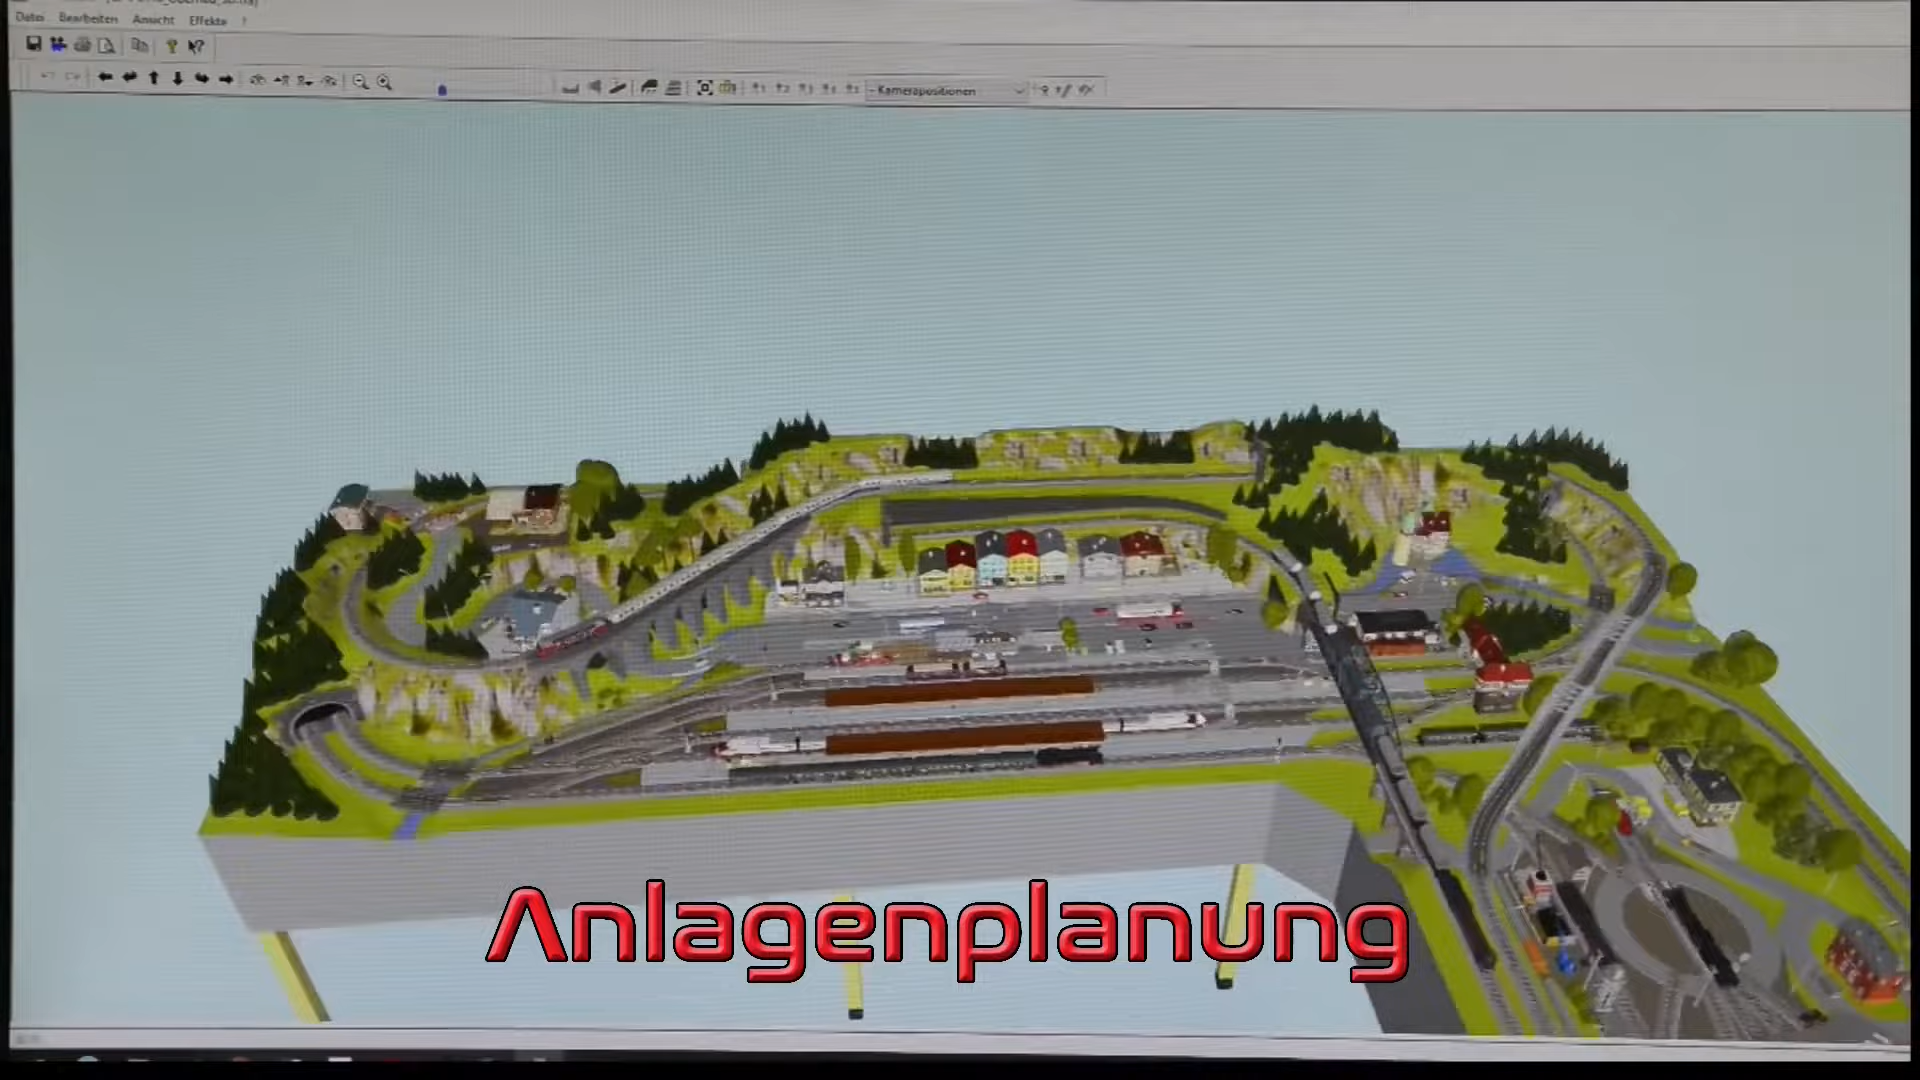 Datei Bearbeiten Ansicht Effekte ?
- Kamerapositionen
Anlagenplanung